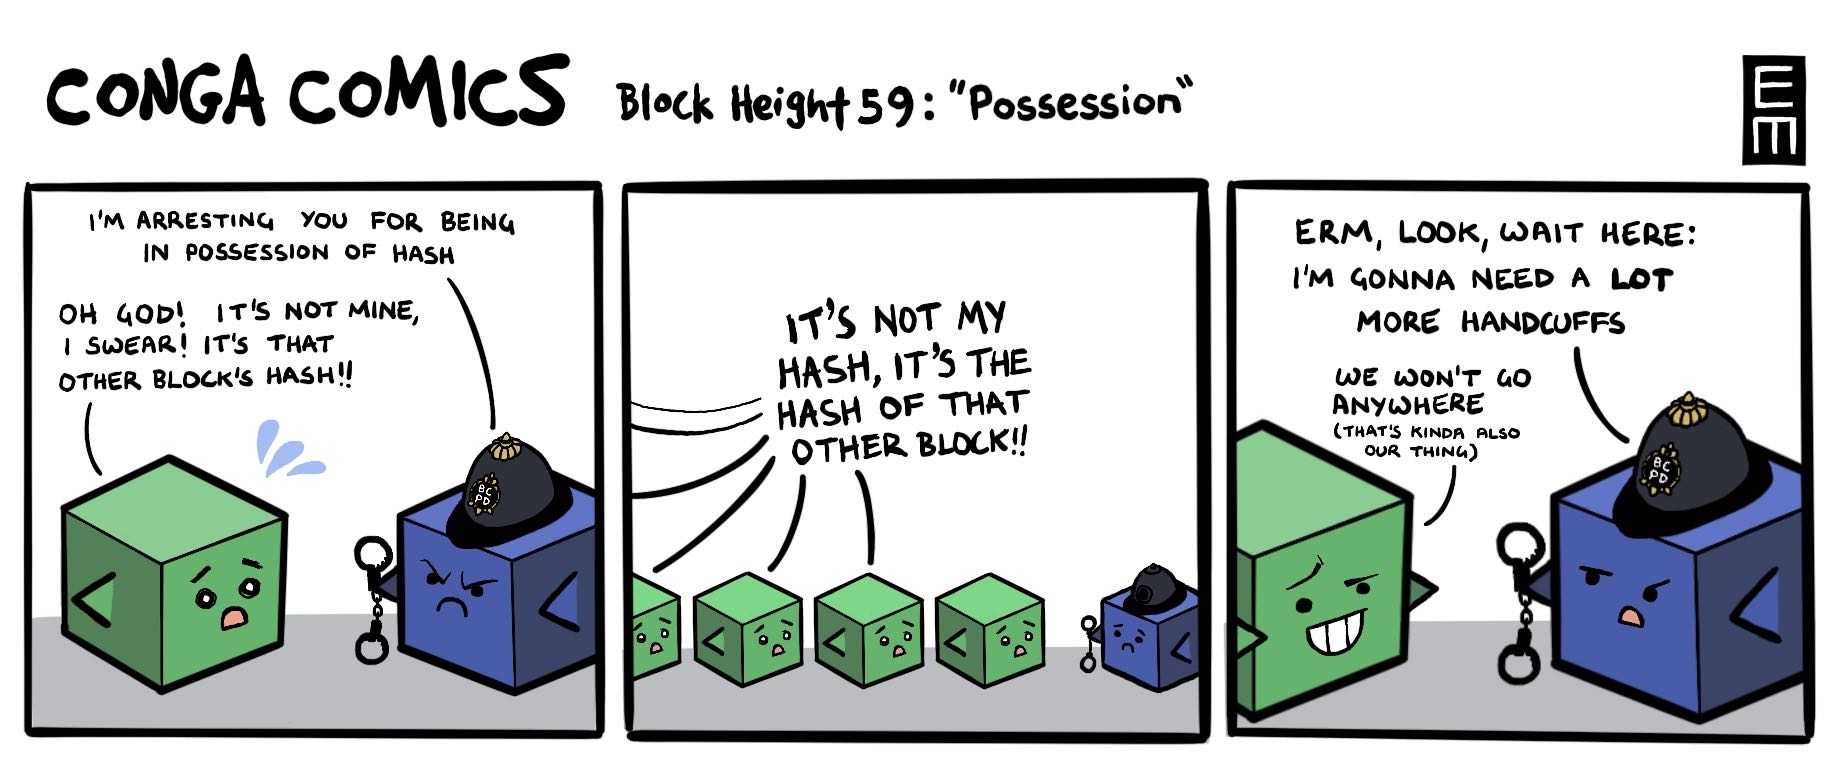 CONGA COMICS Block Height 59: "Possession"
EM
I'M ARRESTING YOU FOR BEING
IN POSSESSION OF HASH
OH GOD! IT'S NOT MINE,
I SWEAR! IT'S THAT
OTHER BLOCK'S HASH!!
BC
PD
IT'S NOT MY
HASH, IT'S THE
HASH OF THAT
OTHER BLOCK!!
ERM, LOOK, WAIT HERE:
I'M GONNA NEED A LOT
MORE HANDCUFFS
WE WON'T GO
ANYWHERE
(THAT'S KINDA ALSO
OUR THING)
BC
PD